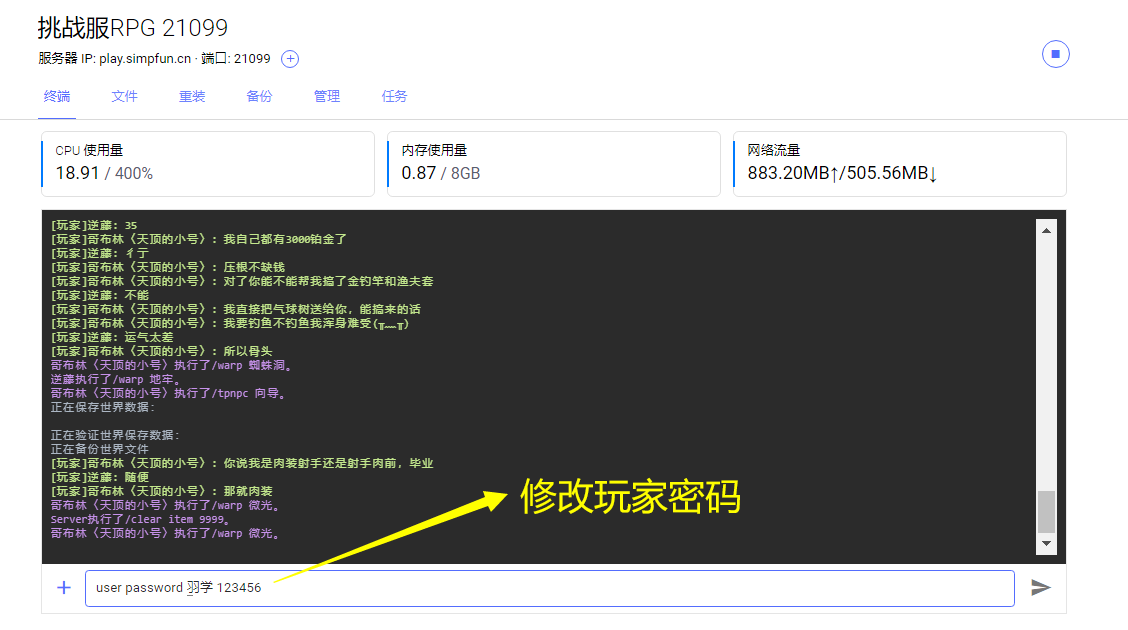 挑战服RPG 21099
服务器 IP: play.simpfun.cn · 端口: 21099
终端 文件 重装 备份 管理 任务
CPU 使用量
18.91 / 400%
内存使用量
0.87 / 8GB
网络流量
883.20MB↑/505.56MB↓
[玩家]逆藤: 35
[玩家]哥布林〈天顶的小号〉: 我自己都有3000铂金了
[玩家]逆藤: 彳亍
[玩家]哥布林〈天顶的小号〉: 压根不缺钱
[玩家]哥布林〈天顶的小号〉: 对了你能不能帮我搞了金钓竿和渔夫套
[玩家]逆藤: 不能
[玩家]哥布林〈天顶的小号〉: 我直接把气球树送给你，能搞来的话
[玩家]哥布林〈天顶的小号〉: 我要钓鱼不钓鱼我浑身难受(╥﹏╥)
[玩家]逆藤: 运气太差
[玩家]哥布林〈天顶的小号〉: 所以骨头
哥布林〈天顶的小号〉执行了/warp 蜘蛛洞。
逆藤执行了/warp 地牢。
哥布林〈天顶的小号〉执行了/tpnpc 向导。
正在保存世界数据:
正在验证世界保存数据:
正在备份世界文件
[玩家]哥布林〈天顶的小号〉: 你说我是肉装射手还是射手肉前，毕业
[玩家]逆藤: 随便
[玩家]哥布林〈天顶的小号〉: 那就肉装
哥布林〈天顶的小号〉执行了/warp 微光。
Server执行了/clear item 9999。
哥布林〈天顶的小号〉执行了/warp 微光。
修改玩家密码
user password 羽学 123456